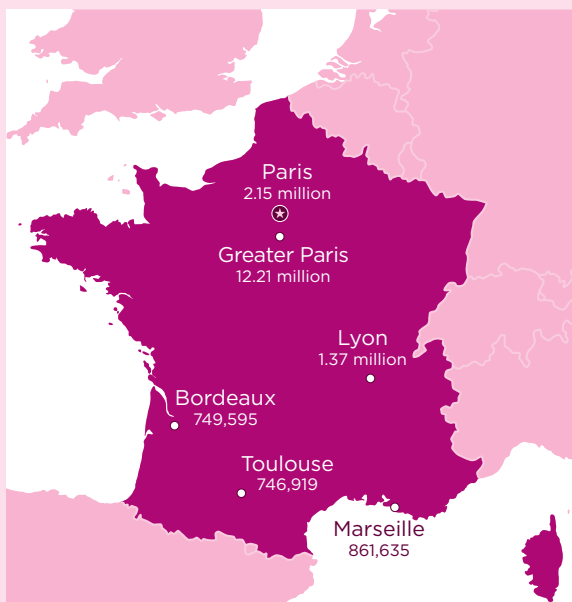 Paris
2.15 million
Greater Paris
12.21 million
Lyon
1.37 million
Bordeaux
749,595
Toulouse
746,919
Marseille
861,635